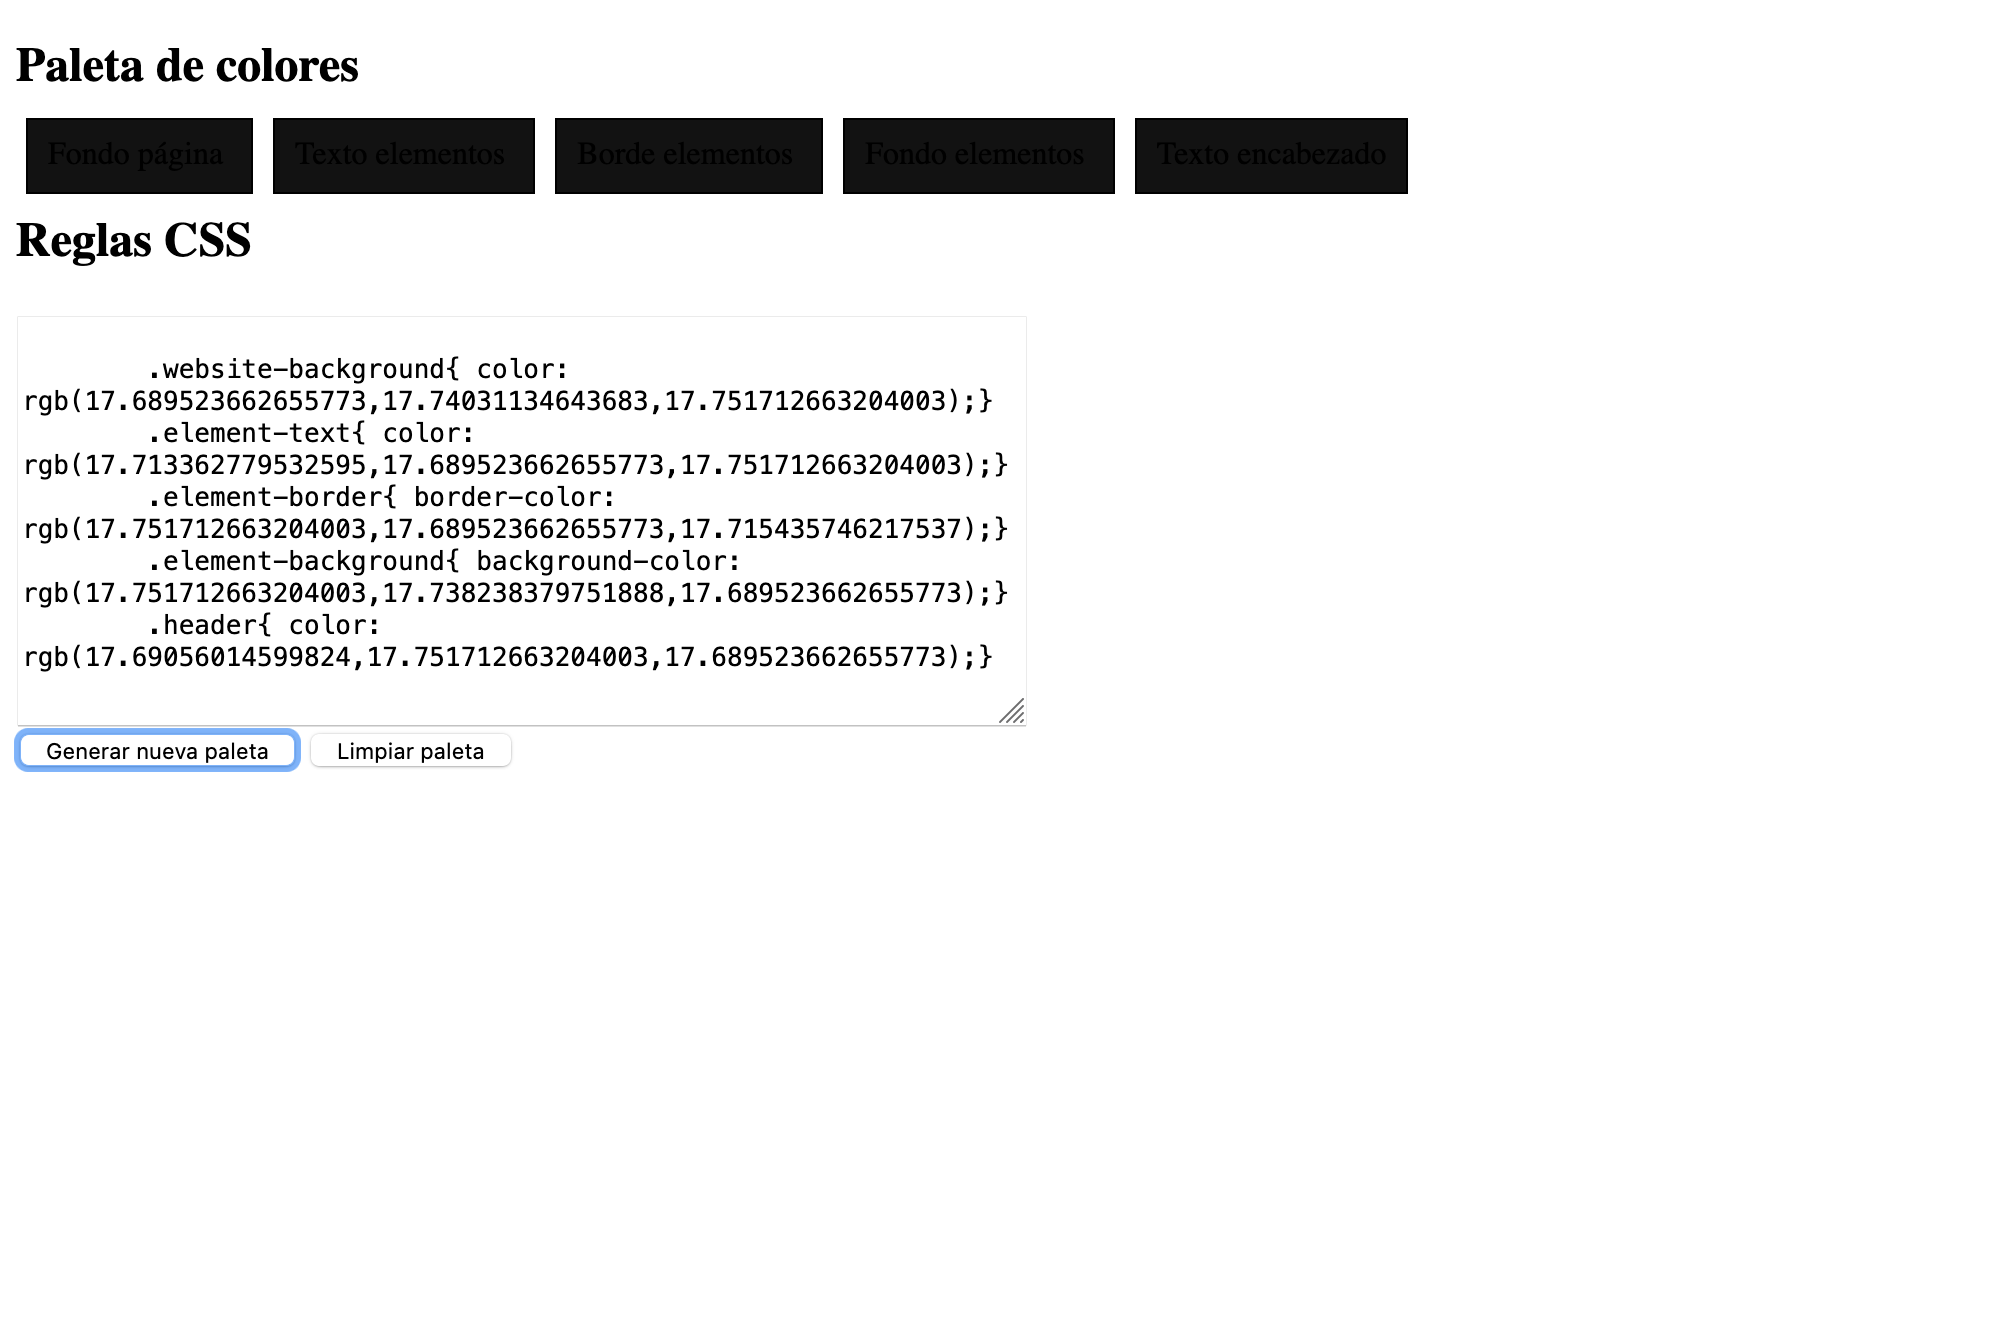 Paleta de colores
Fondo página Texto elementos Borde elementos Fondo elementos Texto encabezado
Reglas CSS
.website-background{ color:
rgb(17.689523662655773,17.74031134643683,17.751712663204003);}
.element-text{ color:
rgb(17.713362779532595,17.689523662655773,17.751712663204003);}
.element-border{ border-color:
rgb(17.751712663204003,17.689523662655773,17.715435746217537);}
.element-background{ background-color:
rgb(17.751712663204003,17.738238379751888,17.689523662655773);}
.header{ color:
rgb(17.69056014599824,17.751712663204003,17.689523662655773);}
Generar nueva paleta Limpiar paleta